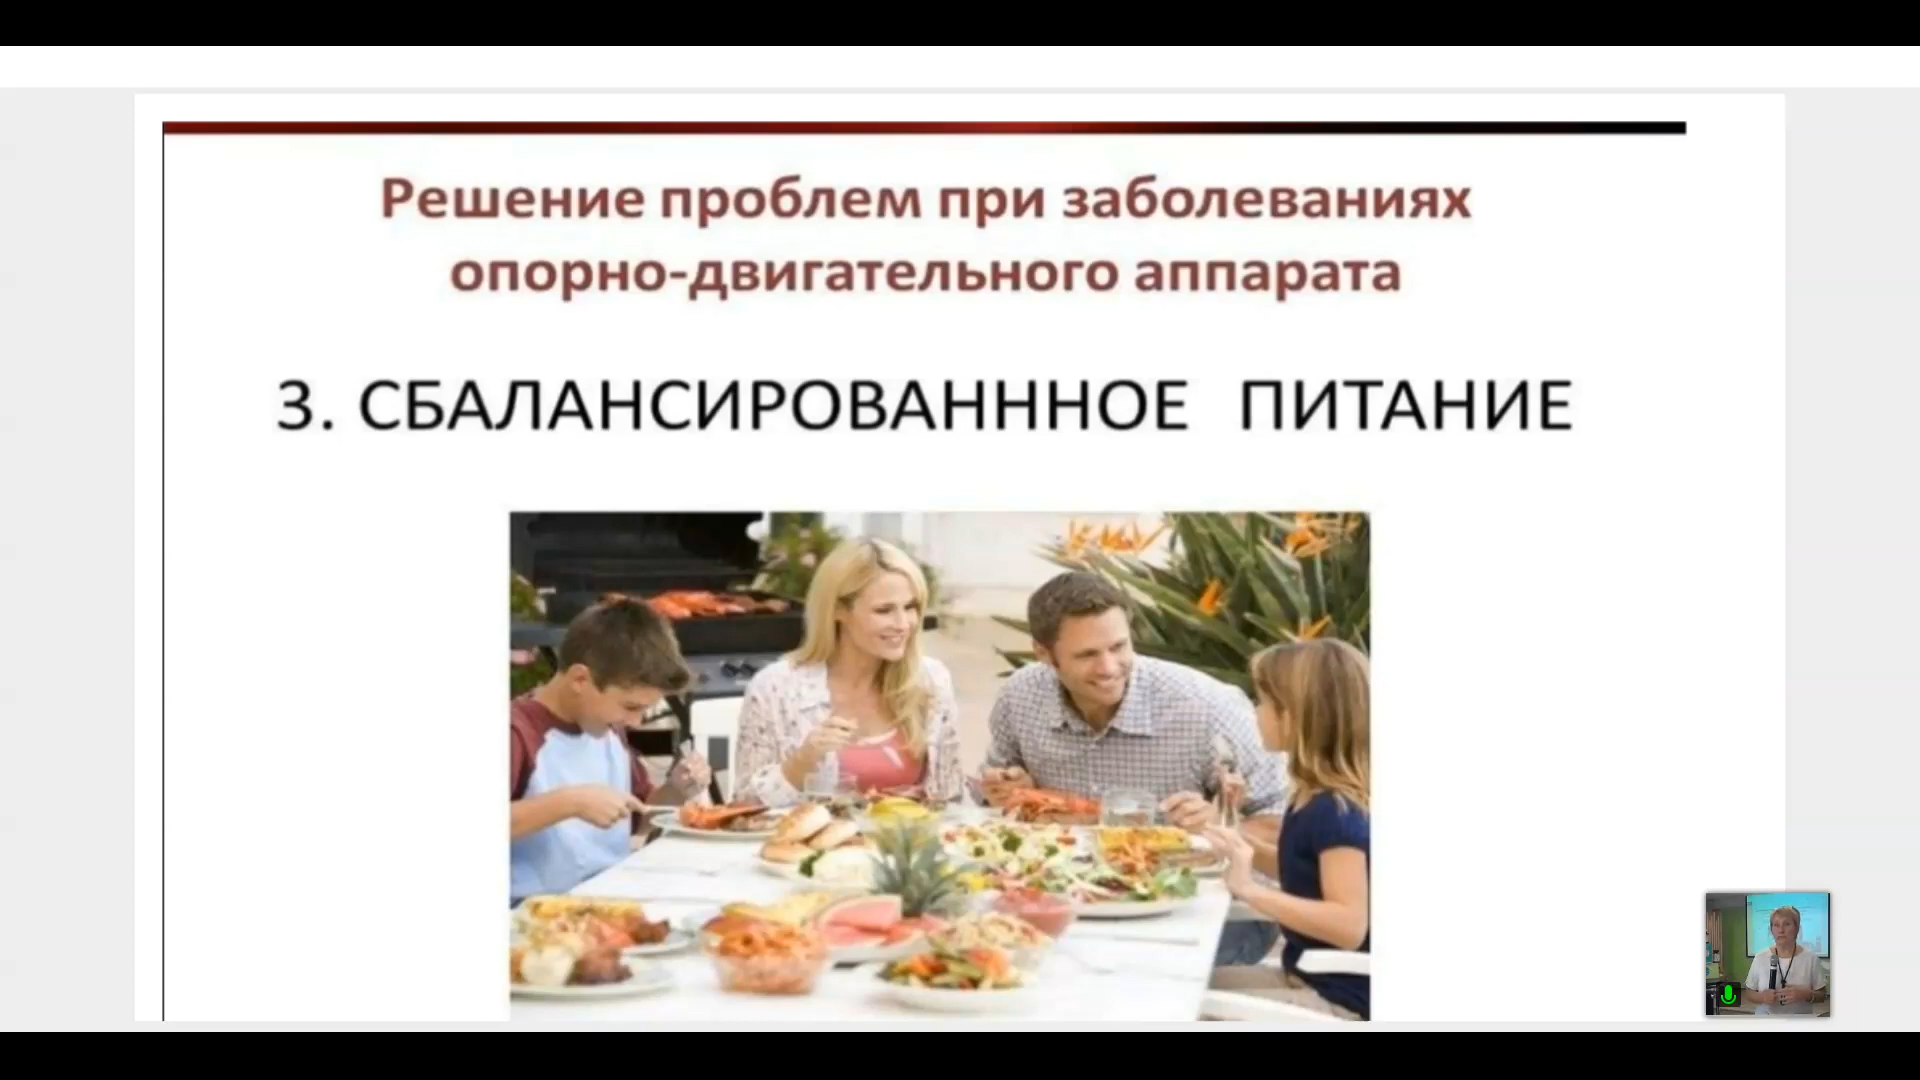 Решение проблем при заболеваниях
опорно-двигательного аппарата
3. СБАЛАНСИРОВАНННОЕ ПИТАНИЕ